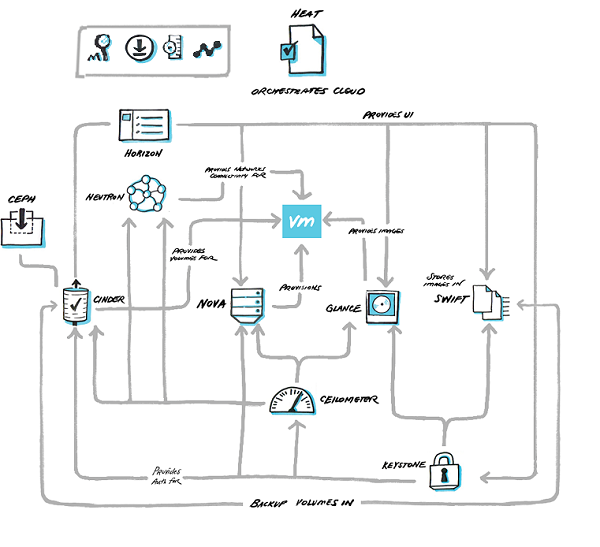 HEAT
ORCHESTRATES CLOUD
PROVIDES UI
HORIZON
PROVIDES NETWORK
CONNECTIVITY FOR
NEUTRON
CEPH
vm
PROVIDES IMAGES
PROVIDES
VOLUMES FOR
STORES
IMAGES IN
PROVISIONS
CINDER
NOVA
GLANCE
SWIFT
CEILOMETER
KEYSTONE
PROVIDES
AUTH FOR
BACKUP VOLUMES IN